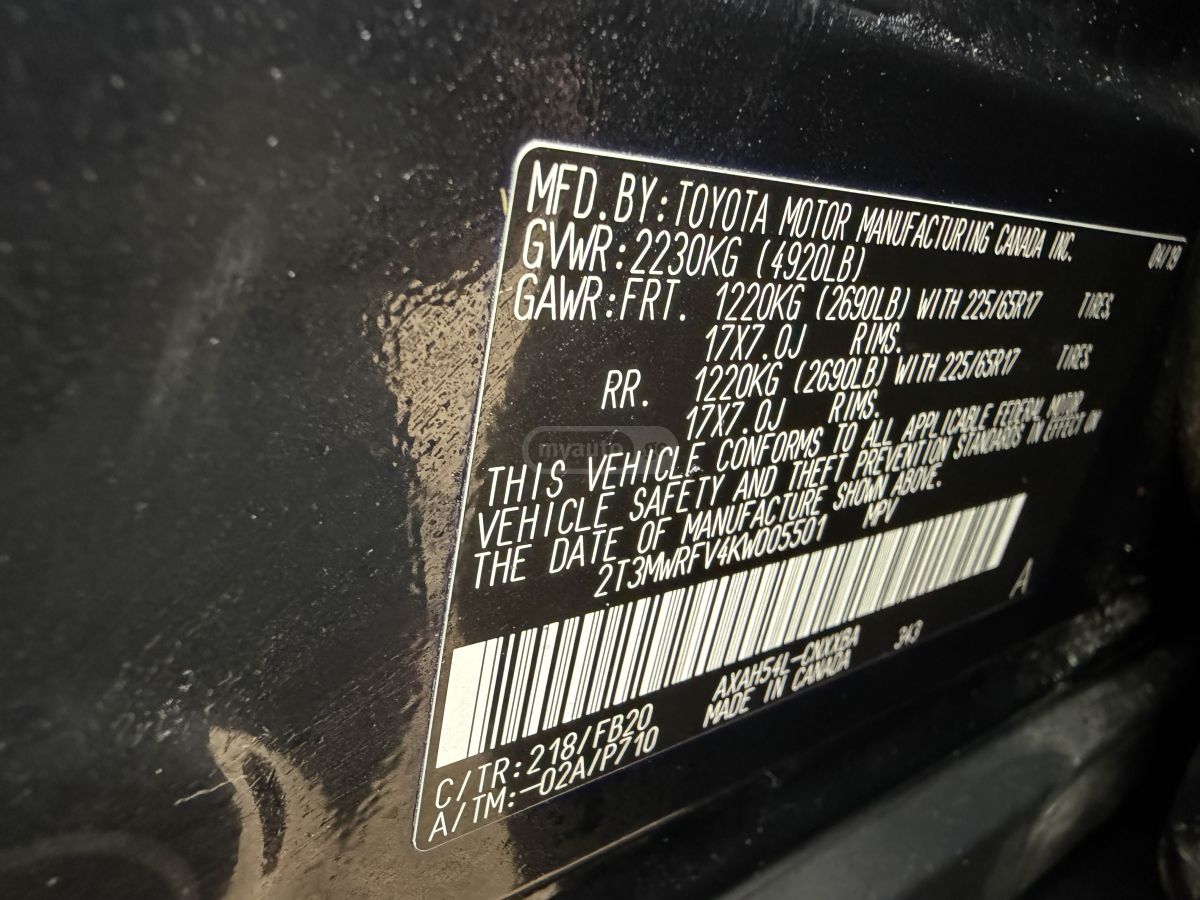 MFD.BY:TOYOTA MOTOR MANUFACTURING CANADA INC. 04/19
GVWR:2230KG (4920LB)
GAWR:FRT. 1220KG (2690LB) WITH 225/65R17 TIRES,
17X7.0J RIMS.
RR. 1220KG (2690LB) WITH 225/65R17 TIRES,
17X7.0J RIMS.
THIS VEHICLE CONFORMS TO ALL APPLICABLE FEDERAL MOTOR
VEHICLE SAFETY AND THEFT PREVENTION STANDARDS IN EFFECT ON
THE DATE OF MANUFACTURE SHOWN ABOVE.
2T3MWRFV4KW005501 MPV
A
AXAH54L-CNXXBA 343
MADE IN CANADA
C/TR:218/FB20
A/TM:-02A/P710
myauto.ge